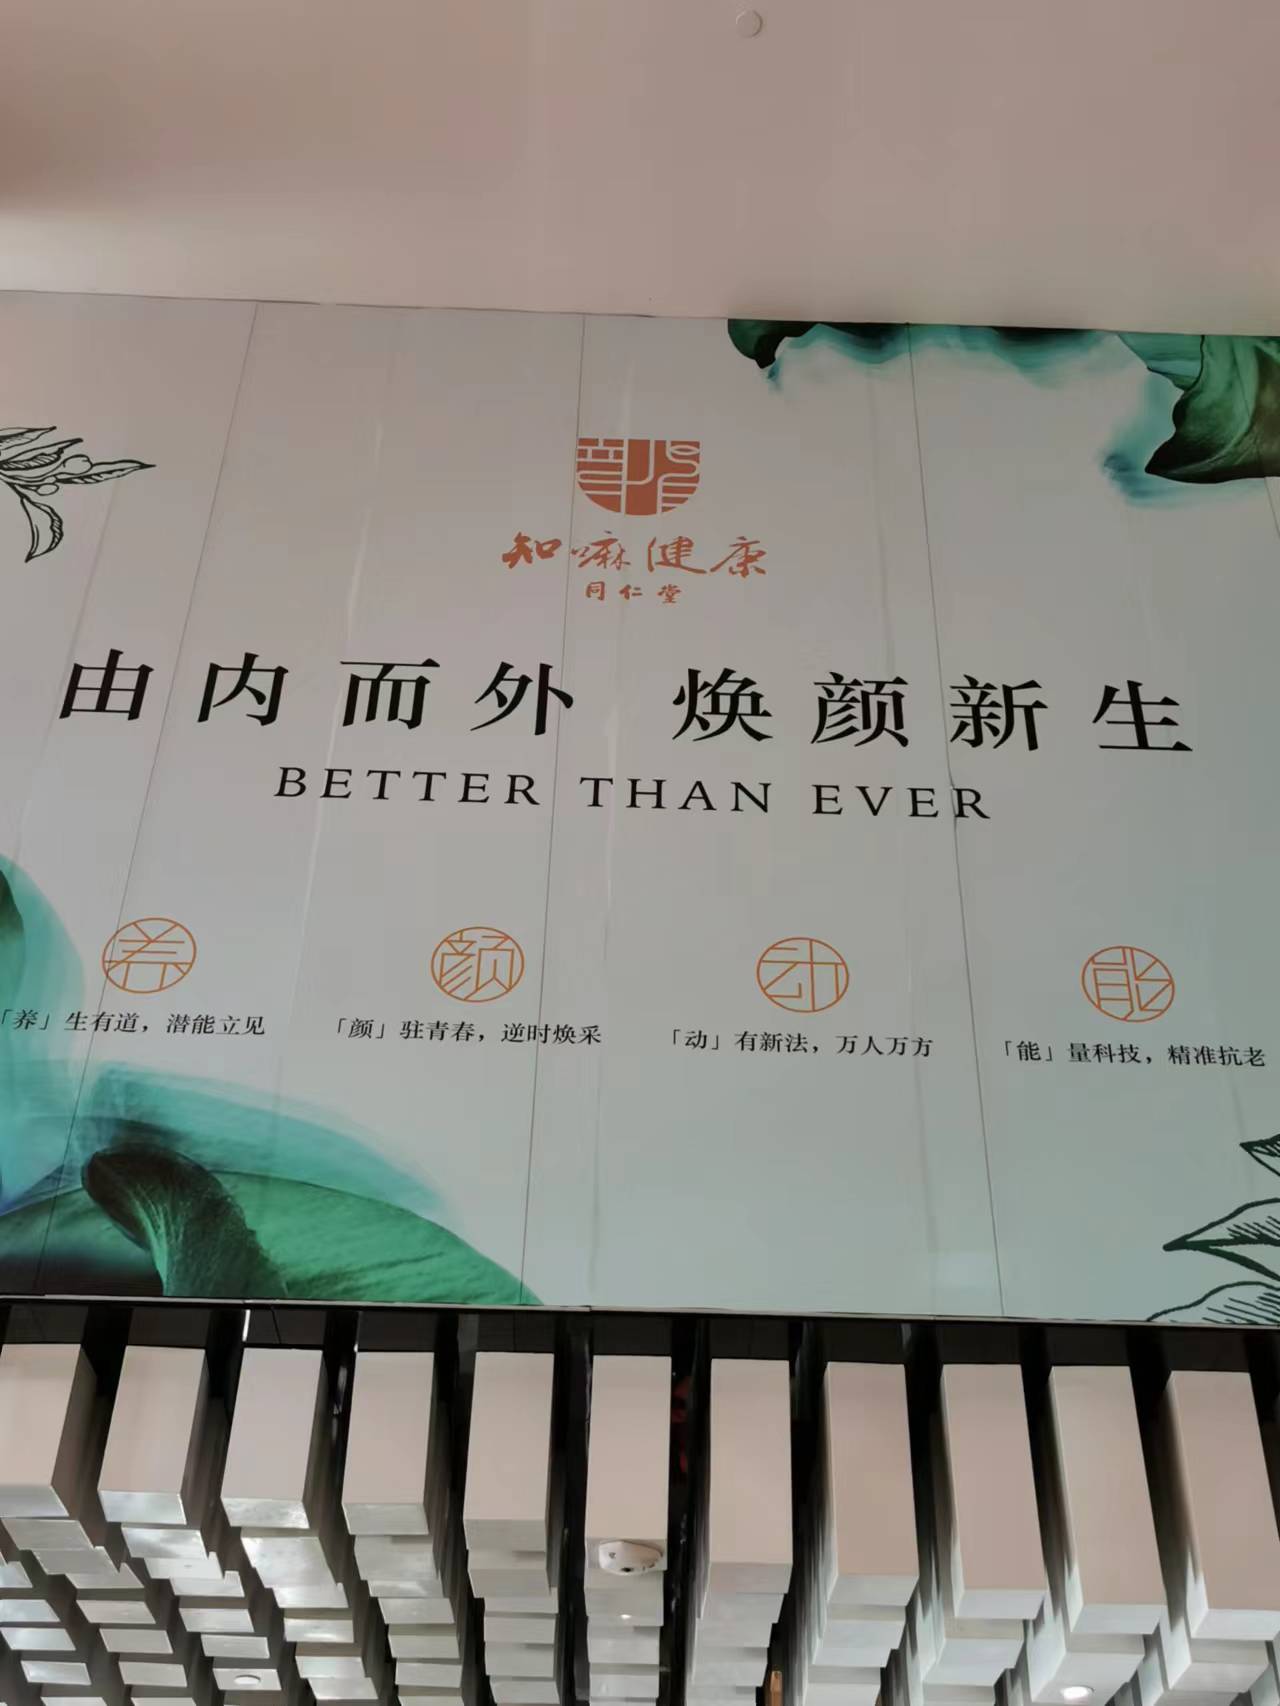 知嘛健康
同仁堂
由内而外 焕颜新生
BETTER THAN EVER
养 颜 动 能
「养」生有道，潜能立见 「颜」驻青春，逆时焕采 「动」有新法，万人万方 「能」量科技，精准抗老